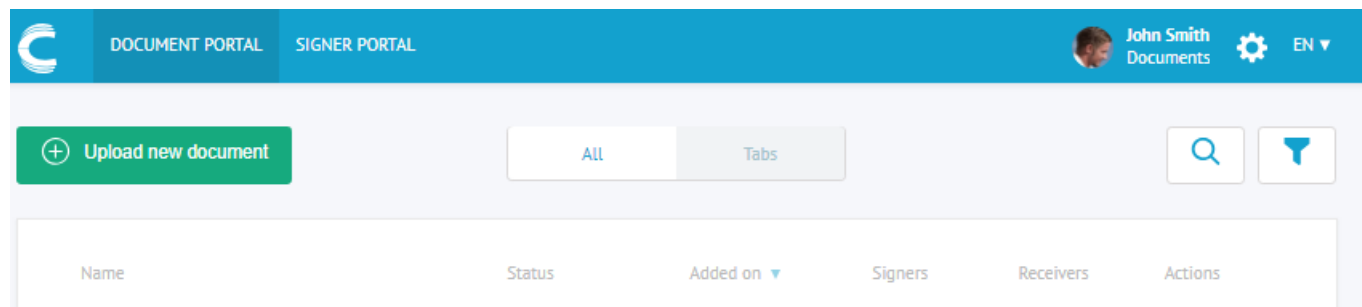 DOCUMENT PORTAL SIGNER PORTAL John Smith
Documents EN ▼
Upload new document All Tabs
Name Status Added on ▼ Signers Receivers Actions